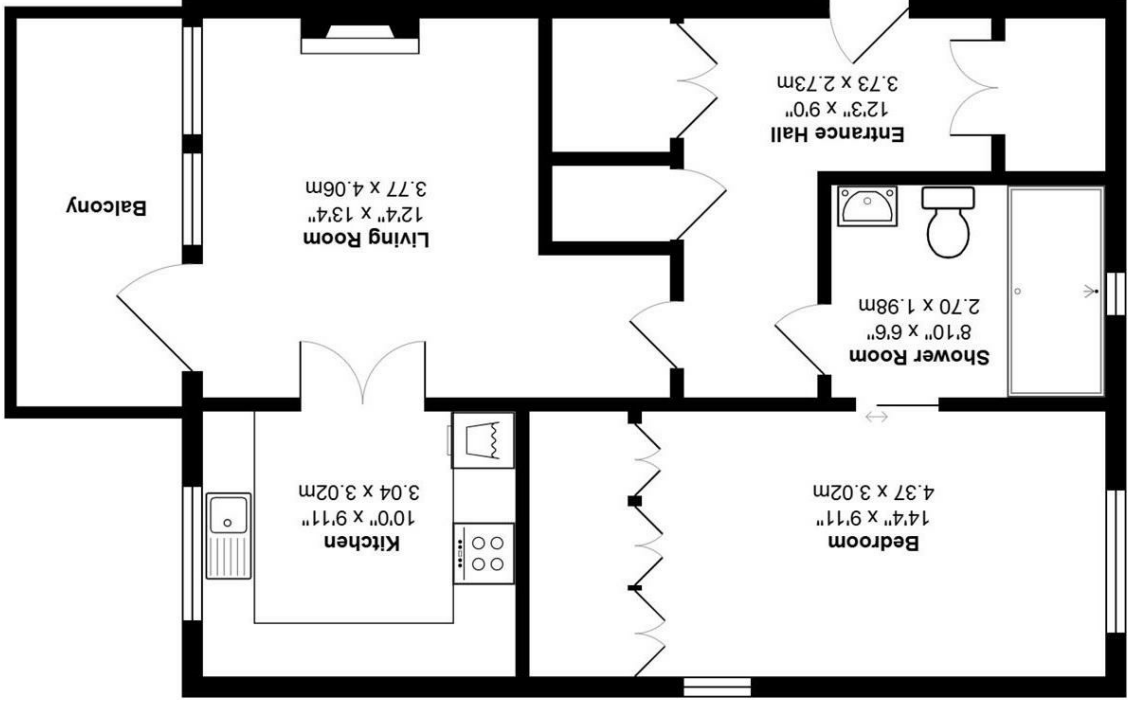 Bedroom
14'4" x 9'11"
4.37 x 3.02m
Kitchen
10'0" x 9'11"
3.04 x 3.02m
Shower Room
8'10" x 6'6"
2.70 x 1.98m
Living Room
12'4" x 13'4"
3.77 x 4.06m
Balcony
Entrance Hall
12'3" x 9'0"
3.73 x 2.73m